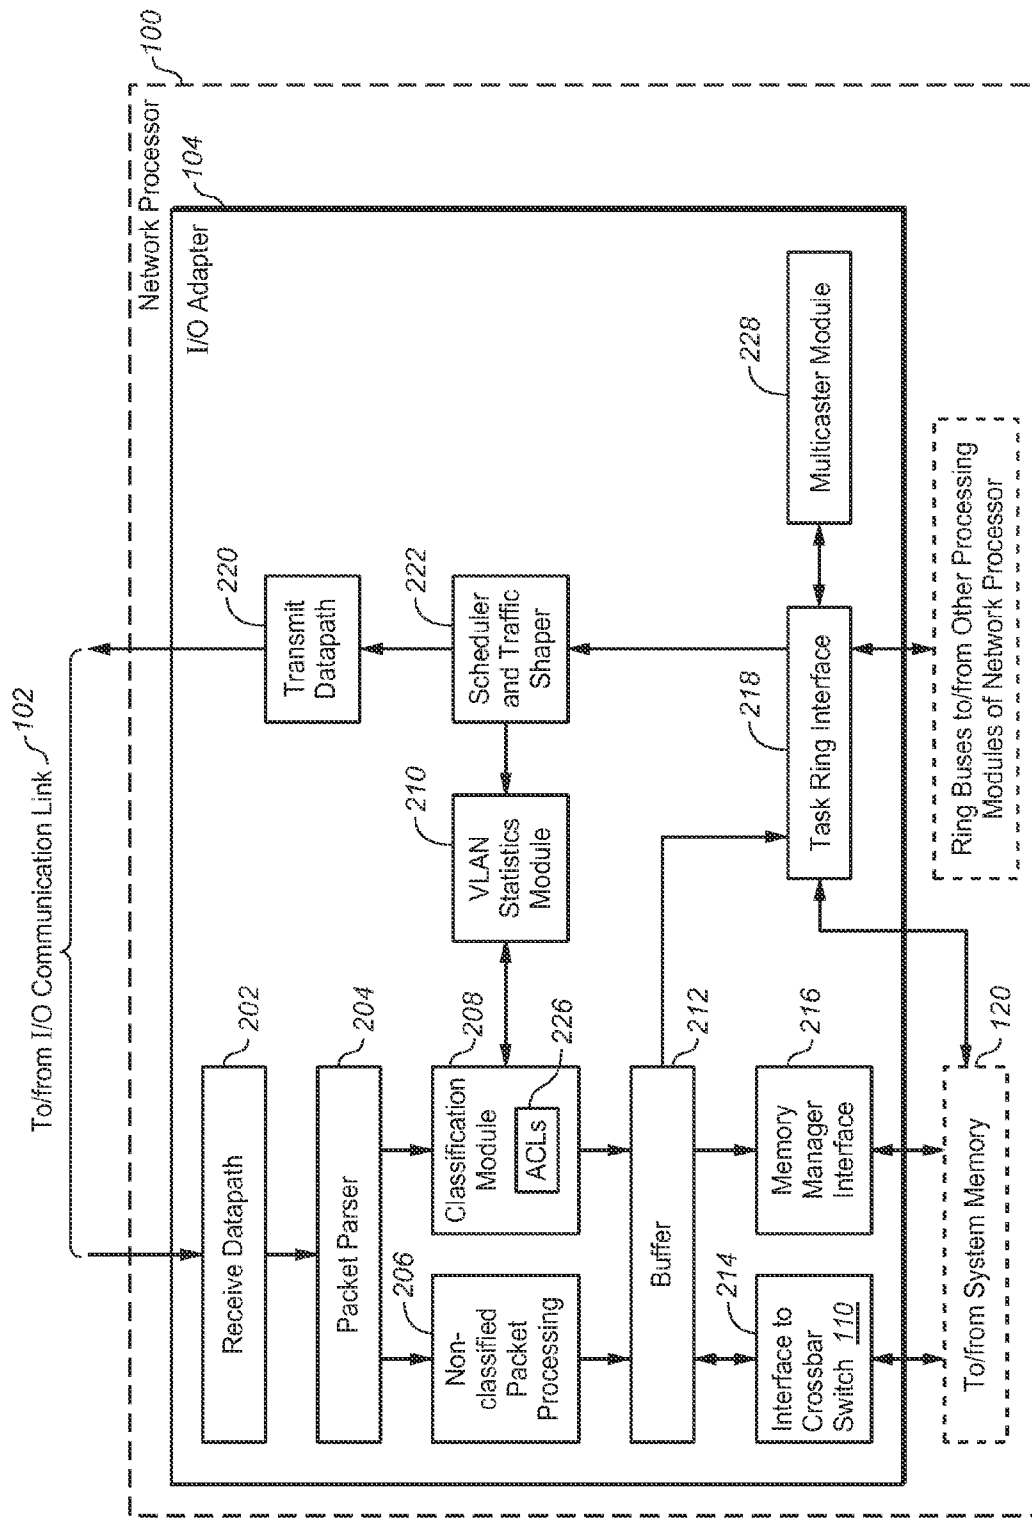 To/from I/O Communication Link
102
Network Processor
100
I/O Adapter
104
Receive Datapath
202
Packet Parser
204
Non-
classified
Packet
Processing
206
Classification
Module
208
ACLs
226
VLAN
Statistics
Module
210
Scheduler
and Traffic
Shaper
222
Transmit
Datapath
220
Buffer
212
Interface to
Crossbar
Switch 110
214
Memory
Manager
Interface
216
Task Ring Interface
218
Multicaster Module
228
To/from System Memory
120
Ring Buses to/from Other Processing
Modules of Network Processor